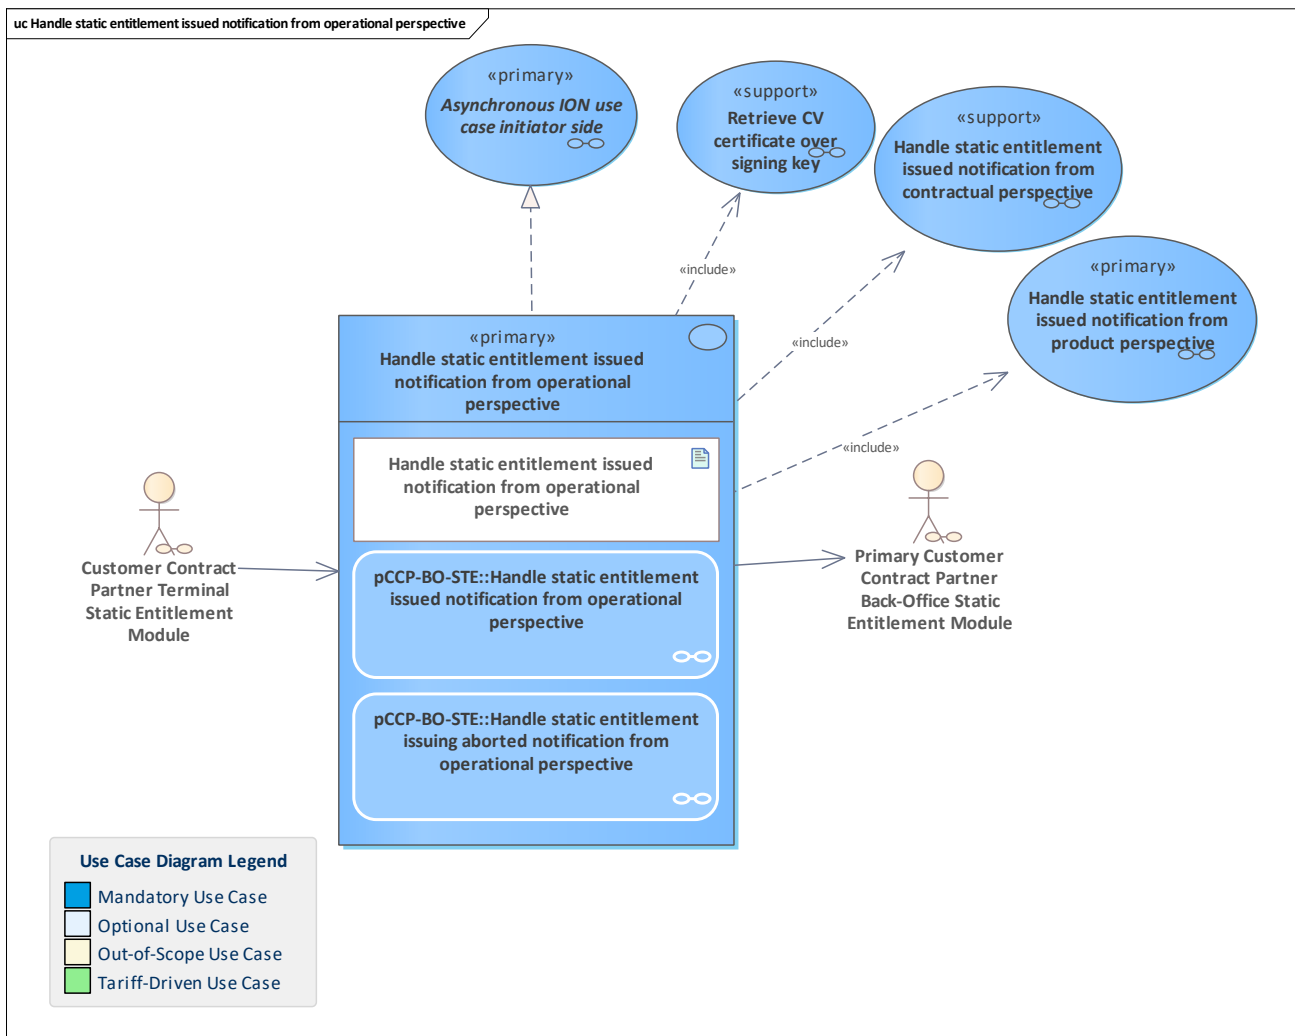 uc Handle static entitlement issued notification from operational perspective
«primary»
Asynchronous ION use
case initiator side
«support»
Retrieve CV
certificate over
signing key
«support»
Handle static entitlement
issued notification from
contractual perspective
«primary»
Handle static entitlement
issued notification from
product perspective
«include»
«include»
«include»
«primary»
Handle static entitlement issued
notification from operational
perspective
Handle static entitlement issued
notification from operational
perspective
pCCP-BO-STE::Handle static entitlement
issued notification from operational
perspective
pCCP-BO-STE::Handle static entitlement
issuing aborted notification from
operational perspective
Customer Contract
Partner Terminal
Static Entitlement
Module
Primary Customer
Contract Partner
Back-Office Static
Entitlement Module
Use Case Diagram Legend
Mandatory Use Case
Optional Use Case
Out-of-Scope Use Case
Tariff-Driven Use Case